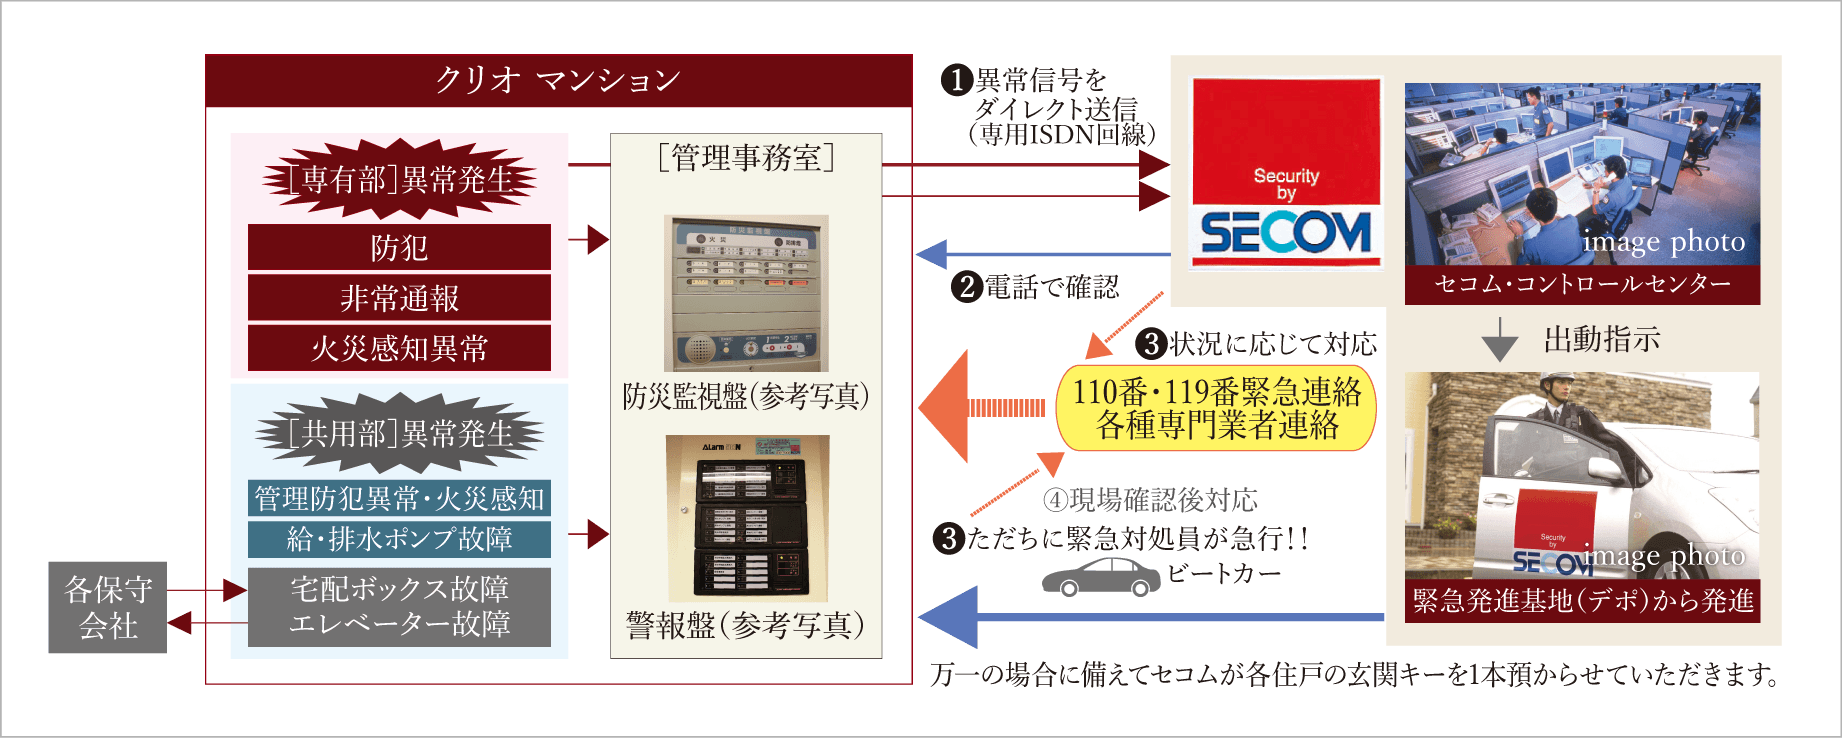 クリオ マンション
[専有部]異常発生
防犯
非常通報
火災感知異常
[共用部]異常発生
管理防犯異常・火災感知
給・排水ポンプ故障
宅配ボックス故障
エレベーター故障
各保守
会社
[管理事務室]
防災監視盤
火災
防災監視盤(参考写真)
ALarm
警報盤(参考写真)
❶異常信号を
ダイレクト送信
(専用ISDN回線)
❷電話で確認
❸状況に応じて対応
110番・119番緊急連絡
各種専門業者連絡
④現場確認後対応
❸ただちに緊急対処員が急行!!
ビートカー
Security
by
SECOM
image photo
セコム・コントロールセンター
出動指示
Security
by
SECOM
image photo
緊急発進基地(デポ)から発進
万一の場合に備えてセコムが各住戸の玄関キーを1本預からせていただきます。